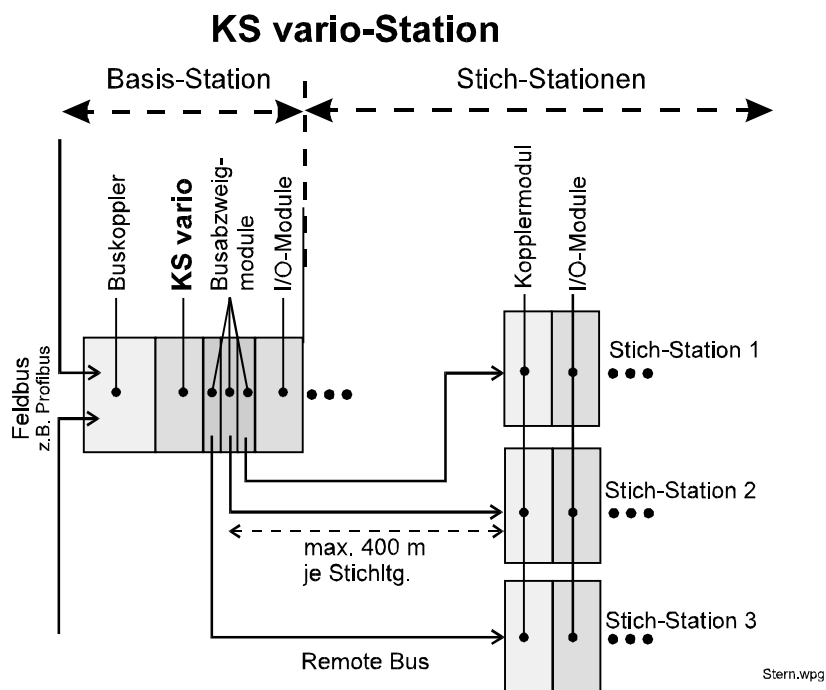 KS vario-Station
Basis-Station
Stich-Stationen
Buskoppler
KS vario
Busabzweig-
module
I/O-Module
Kopplermodul
I/O-Module
Feldbus
z.B. Profibus
Stich-Station 1
Stich-Station 2
max. 400 m
je Stichltg.
Stich-Station 3
Remote Bus
Stern.wpg